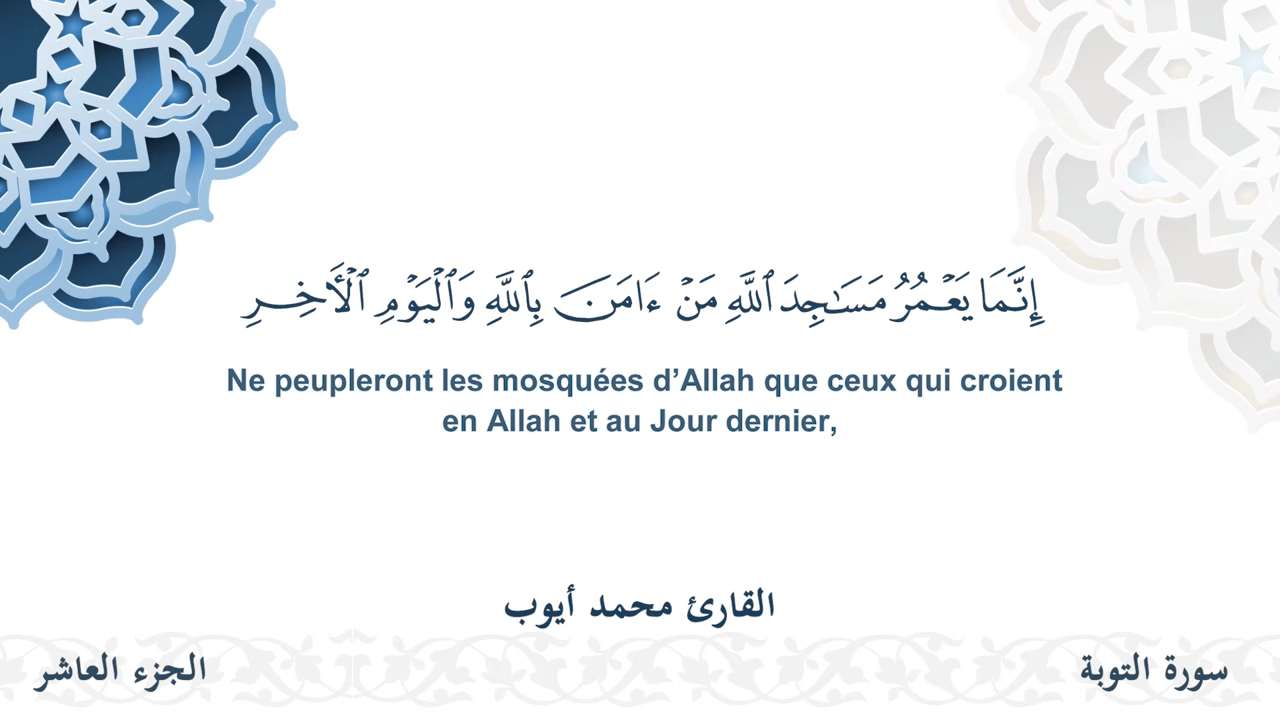 إِنَّمَا يَعْمُرُ مَسَـٰجِدَ ٱللَّهِ مَنْ ءَامَنَ بِٱللَّهِ وَٱلْيَوْمِ ٱلْأَخِـرِ
Ne peupleront les mosquées d’Allah que ceux qui croient
en Allah et au Jour dernier,
القارئ محمد أيوب
سورة التوبة
الجزء العاشر